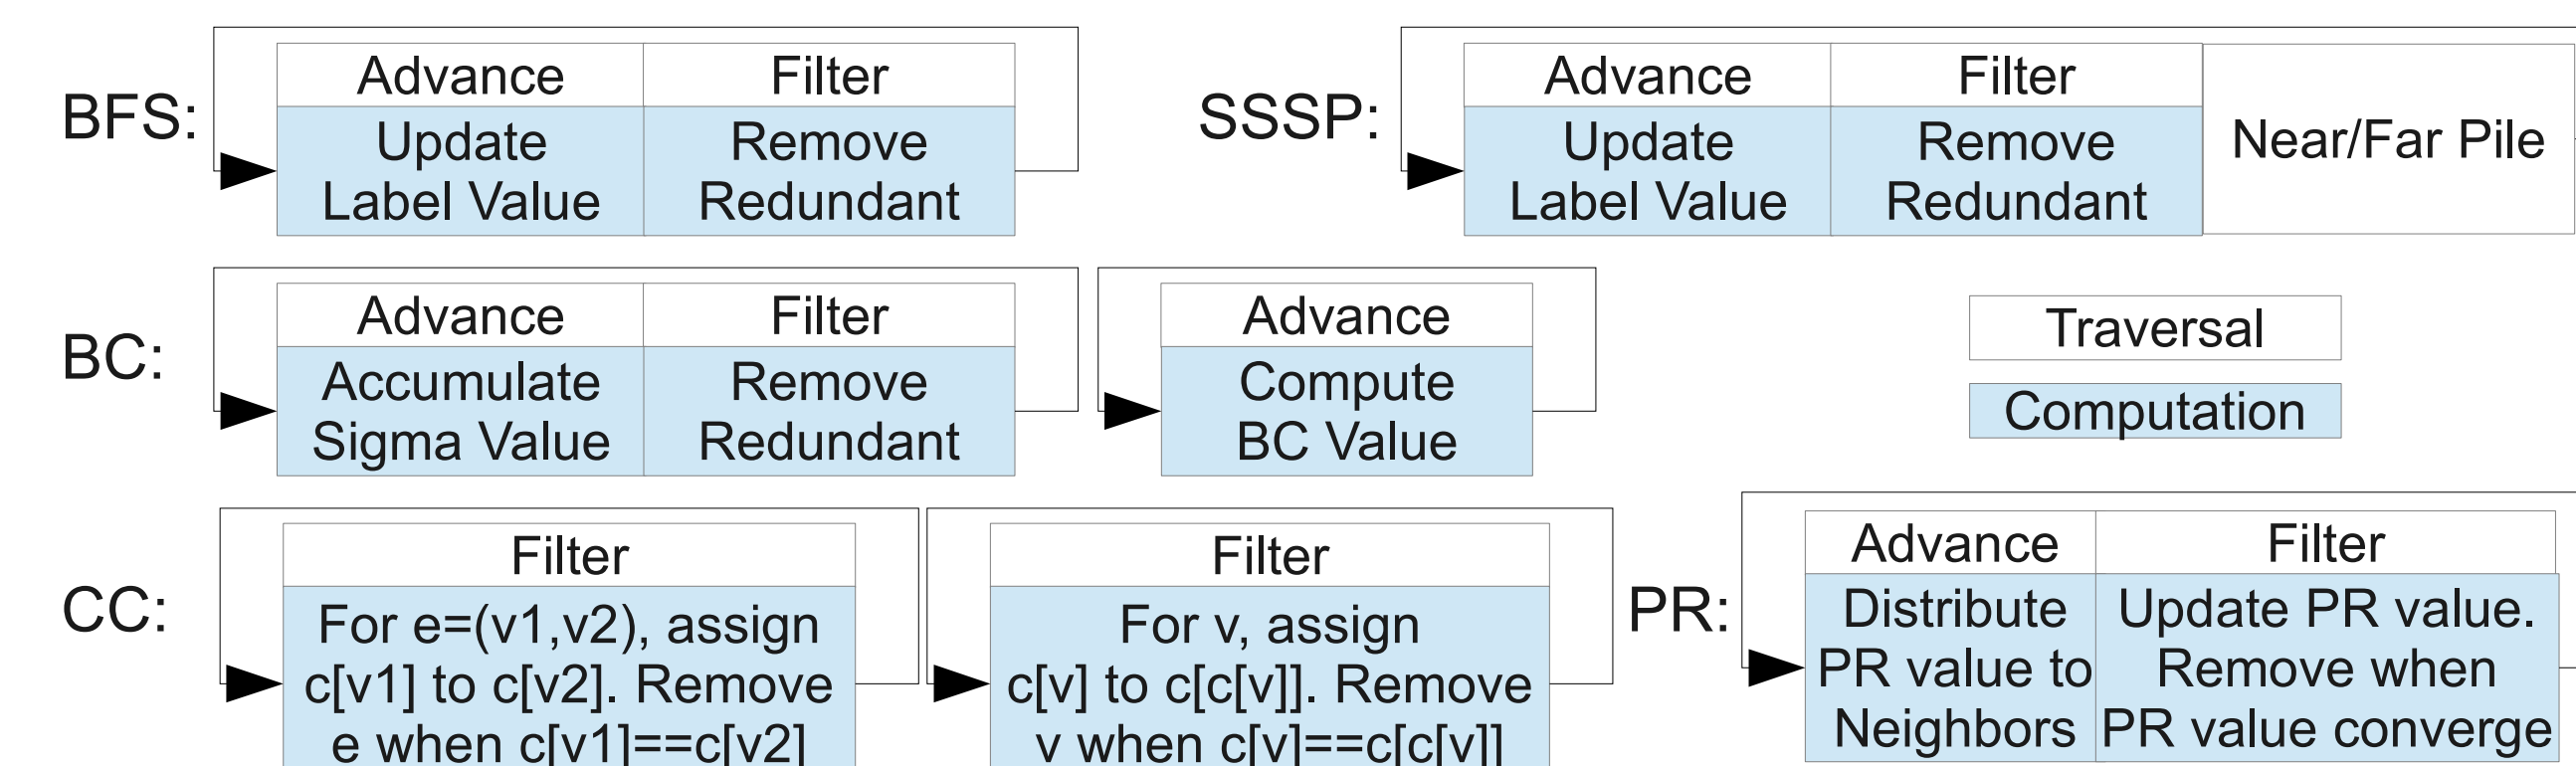 BFS:
Advance
Filter
Update
Label Value
Remove
Redundant
SSSP:
Advance
Filter
Update
Label Value
Remove
Redundant
Near/Far Pile
BC:
Advance
Filter
Accumulate
Sigma Value
Remove
Redundant
Advance
Compute
BC Value
Traversal
Computation
CC:
Filter
For e=(v1,v2), assign
c[v1] to c[v2]. Remove
e when c[v1]==c[v2]
Filter
For v, assign
c[v] to c[c[v]]. Remove
v when c[v]==c[c[v]]
PR:
Advance
Filter
Distribute
PR value to
Neighbors
Update PR value.
Remove when
PR value converge